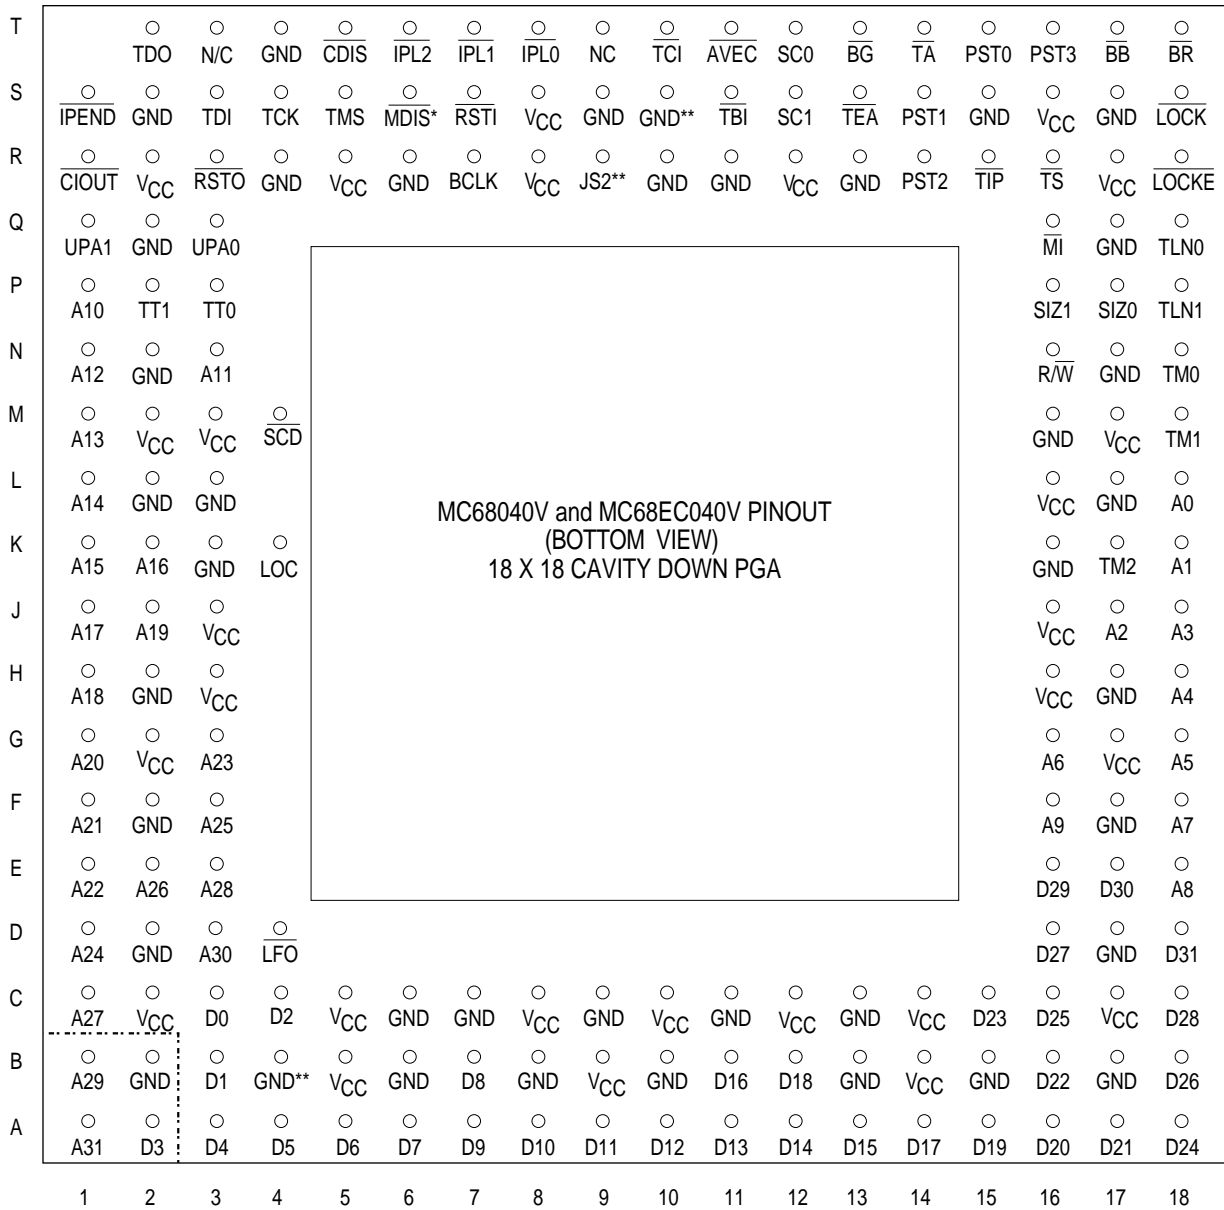 T
TDO N/C GND CDIS IPL2 IPL1 IPL0 NC TCI AVEC SC0 BG TA PST0 PST3 BB BR
S
IPEND GND TDI TCK TMS MDIS* RSTI VCC GND GND** TBI SC1 TEA PST1 GND VCC GND LOCK
R
CIOUT VCC RSTO GND VCC GND BCLK VCC JS2** GND GND VCC GND PST2 TIP TS VCC LOCKE
Q
UPA1 GND UPA0 MI GND TLN0
P
A10 TT1 TT0 SIZ1 SIZ0 TLN1
N
A12 GND A11 R/W GND TM0
M
A13 VCC VCC SCD GND VCC TM1
L
A14 GND GND VCC GND A0
MC68040V and MC68EC040V PINOUT
(BOTTOM VIEW)
18 X 18 CAVITY DOWN PGA
K
A15 A16 GND LOC GND TM2 A1
J
A17 A19 VCC VCC A2 A3
H
A18 GND VCC VCC GND A4
G
A20 VCC A23 A6 VCC A5
F
A21 GND A25 A9 GND A7
E
A22 A26 A28 D29 D30 A8
D
A24 GND A30 LFO D27 GND D31
C
A27 VCC D0 D2 VCC GND GND VCC GND VCC GND VCC GND VCC D23 D25 VCC D28
B
A29 GND D1 GND** VCC GND D8 GND VCC GND D16 D18 GND VCC GND D22 GND D26
A
A31 D3 D4 D5 D6 D7 D9 D10 D11 D12 D13 D14 D15 D17 D19 D20 D21 D24
1 2 3 4 5 6 7 8 9 10 11 12 13 14 15 16 17 18